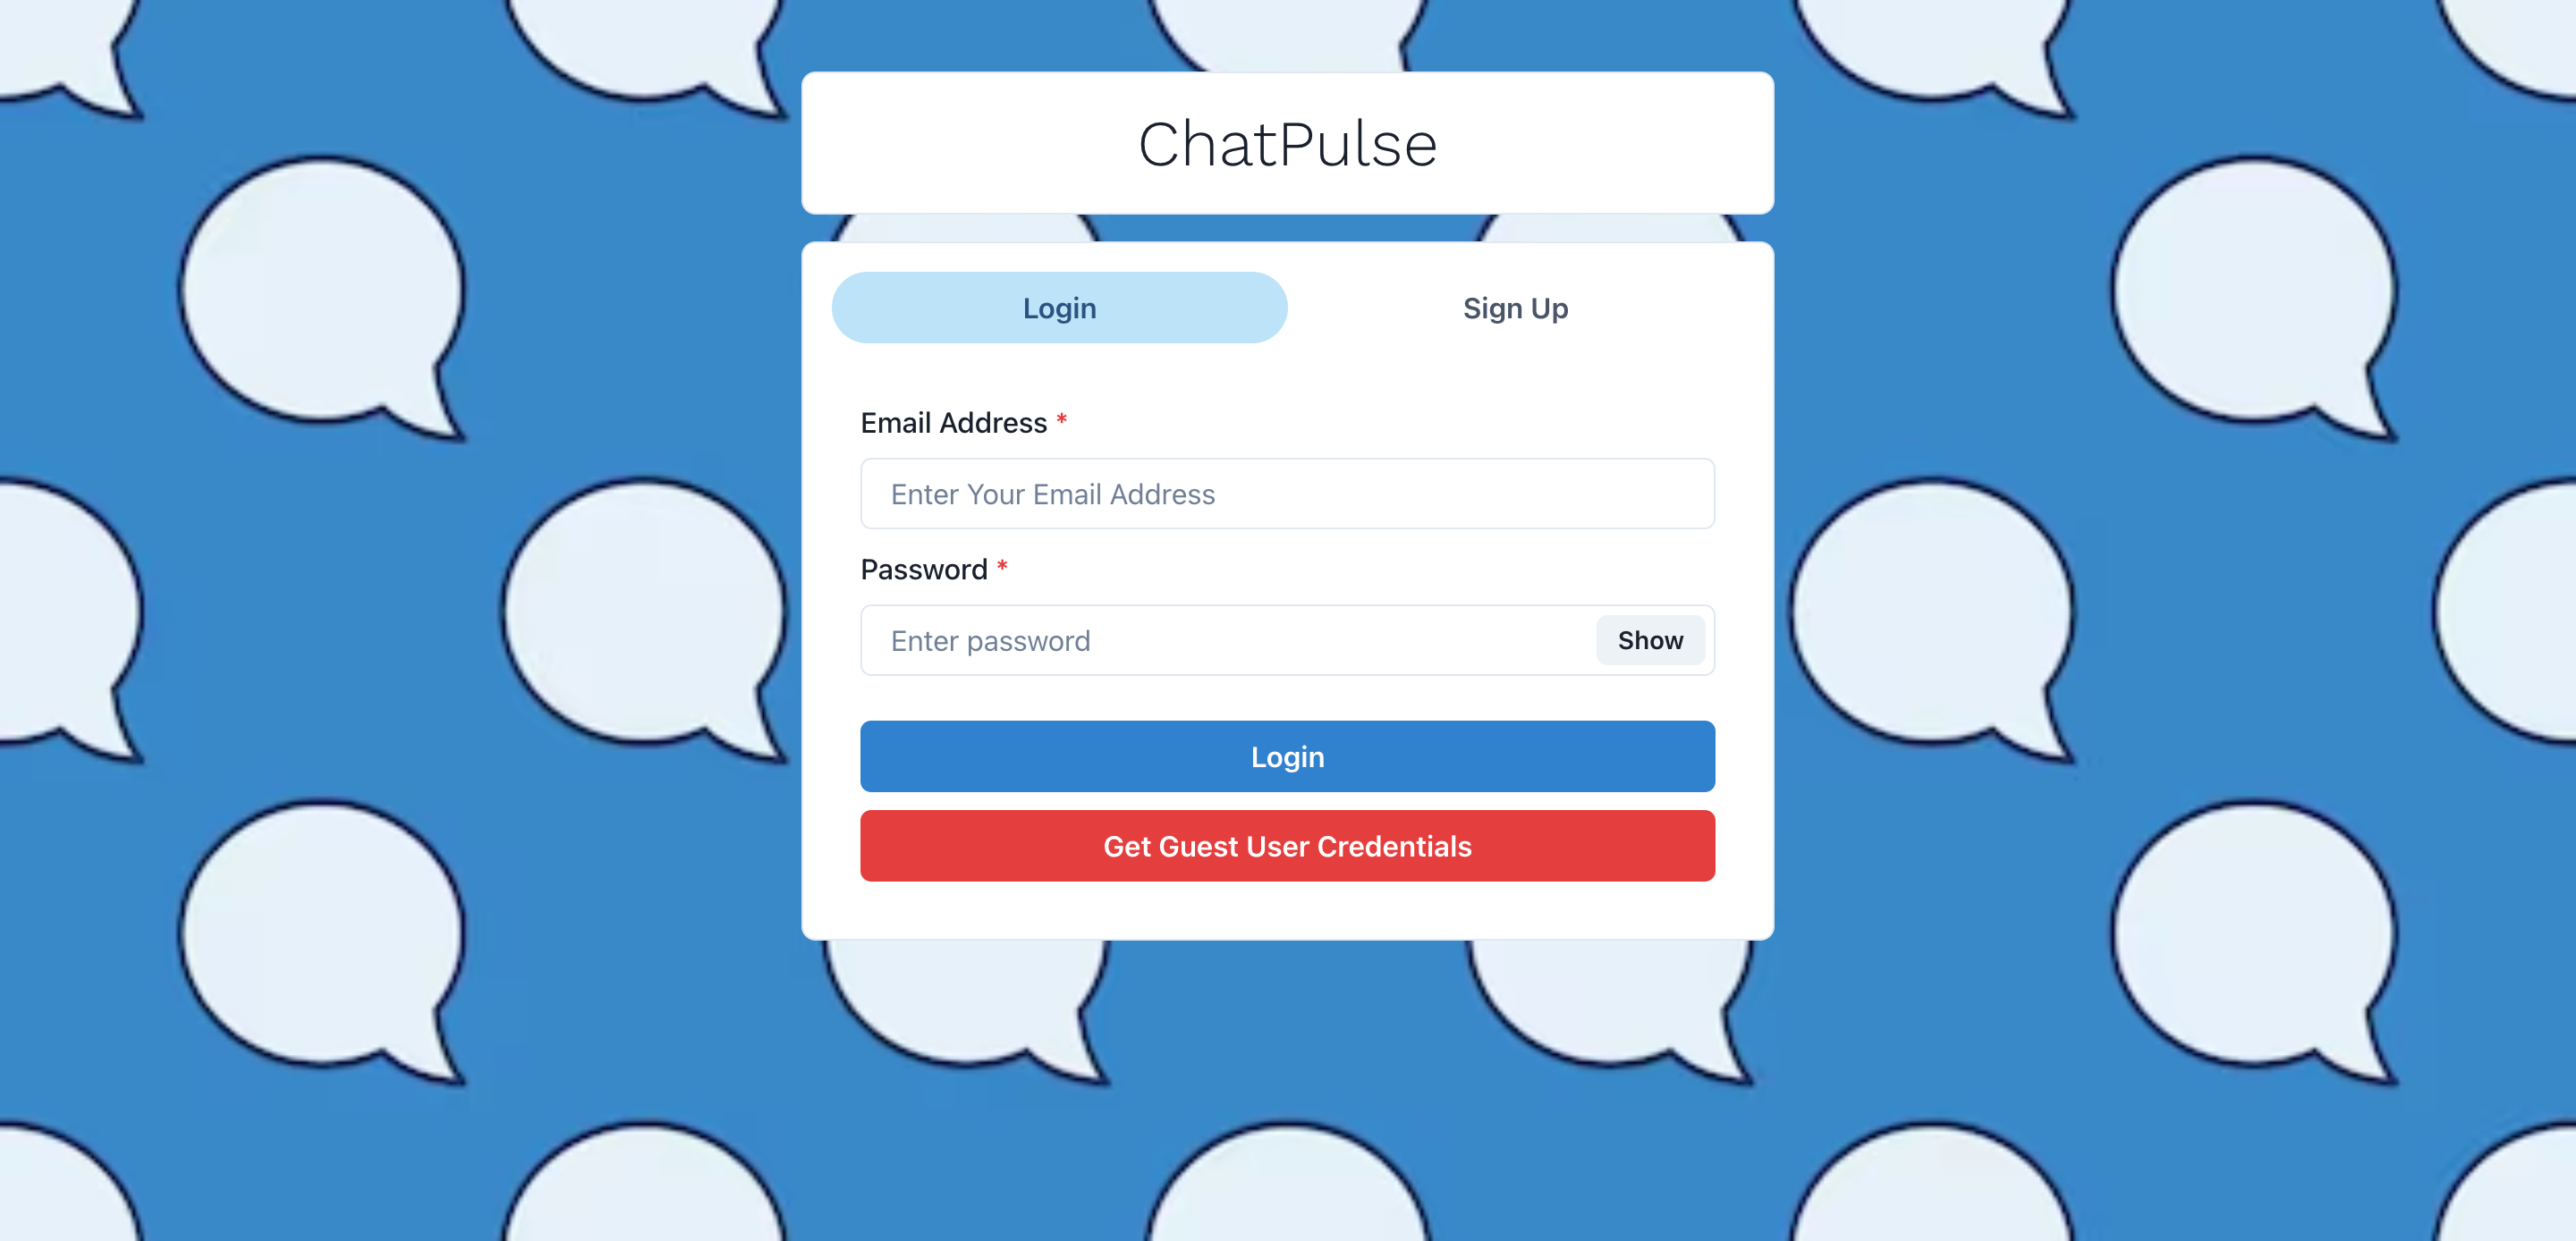 ChatPulse
Login
Sign Up
Email Address *
Enter Your Email Address
Password *
Enter password
Show
Login
Get Guest User Credentials